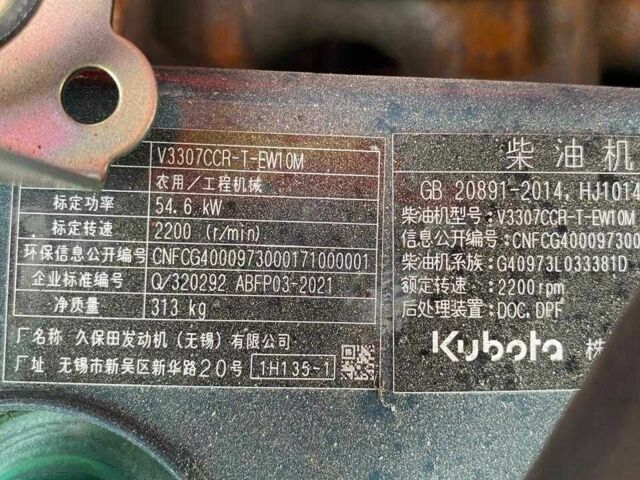 V3307CCR-T-EW10M
农用/工程机械
标定功率 54.6 kW
标定转速 2200 (r/min)
环保信息公开编号 CNFCG4000973000171000001
企业标准编号 Q/320292 ABFP03-2021
净质量 313 kg
厂名 久保田发动机（无锡）有限公司
厂址 无锡市新吴区新华路20号 1H135-1
柴油机
GB 20891-2014, HJ1014
柴油机型号:V3307CCR-T-EW10M
信息公开编号:CNFCG40009730
柴油机系族:G40973L033381D
额定转速:2200rpm
后处理装置:DOC,DPF
Kubota 株